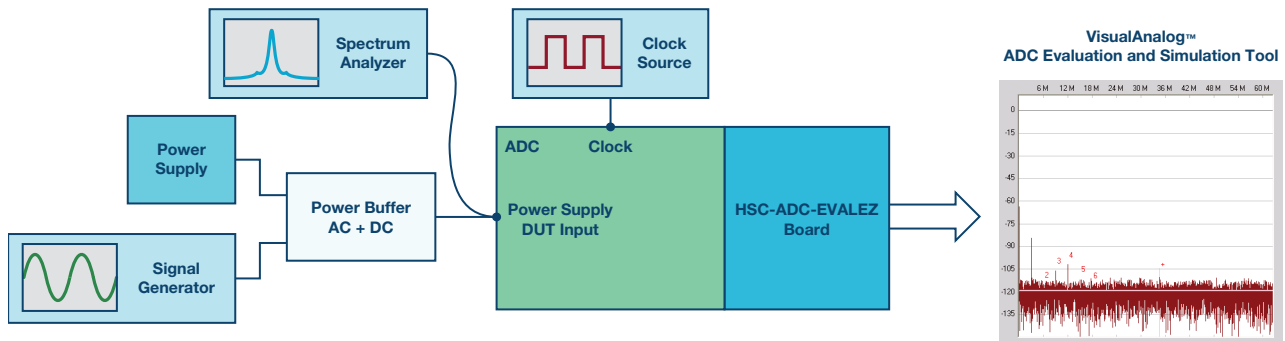 Spectrum
Analyzer
Clock
Source
VisualAnalog™
ADC Evaluation and Simulation Tool
Power
Supply
Signal
Generator
Power Buffer
AC + DC
ADC
Clock
Power Supply
DUT Input
HSC-ADC-EVALEZ
Board
6 M 12 M 18 M 24 M 30 M 36 M 42 M 48 M 54 M 60 M
0
-15
-30
-45
-60
-75
-90
-105
-120
-135
2 3 4 5 6 +